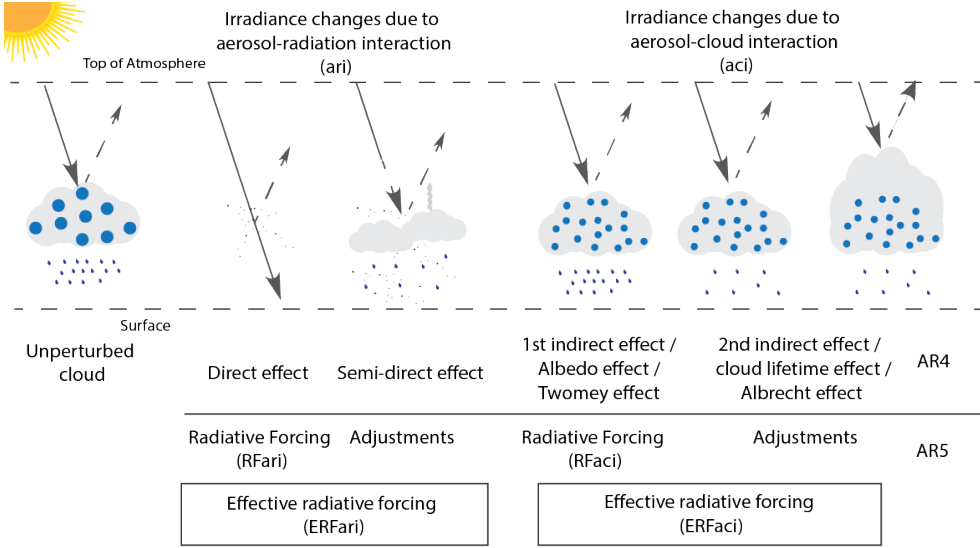 Irradiance changes due to
aerosol-radiation interaction
(ari)
Irradiance changes due to
aerosol-cloud interaction
(aci)
Top of Atmosphere
Surface
Unperturbed
cloud
Direct effect
Semi-direct effect
1st indirect effect /
Albedo effect /
Twomey effect
2nd indirect effect /
cloud lifetime effect /
Albrecht effect
AR4
Radiative Forcing
(RFari)
Adjustments
Radiative Forcing
(RFaci)
Adjustments
AR5
Effective radiative forcing
(ERFari)
Effective radiative forcing
(ERFaci)